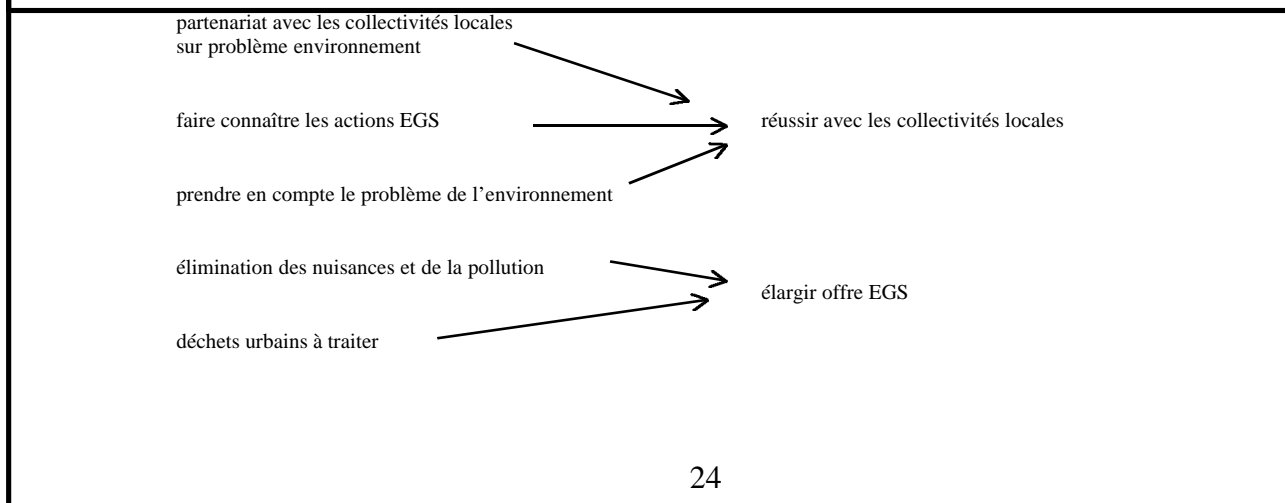 partenariat avec les collectivités locales
sur problème environnement
faire connaître les actions EGS
réussir avec les collectivités locales
prendre en compte le problème de l’environnement
élimination des nuisances et de la pollution
élargir offre EGS
déchets urbains à traiter
24